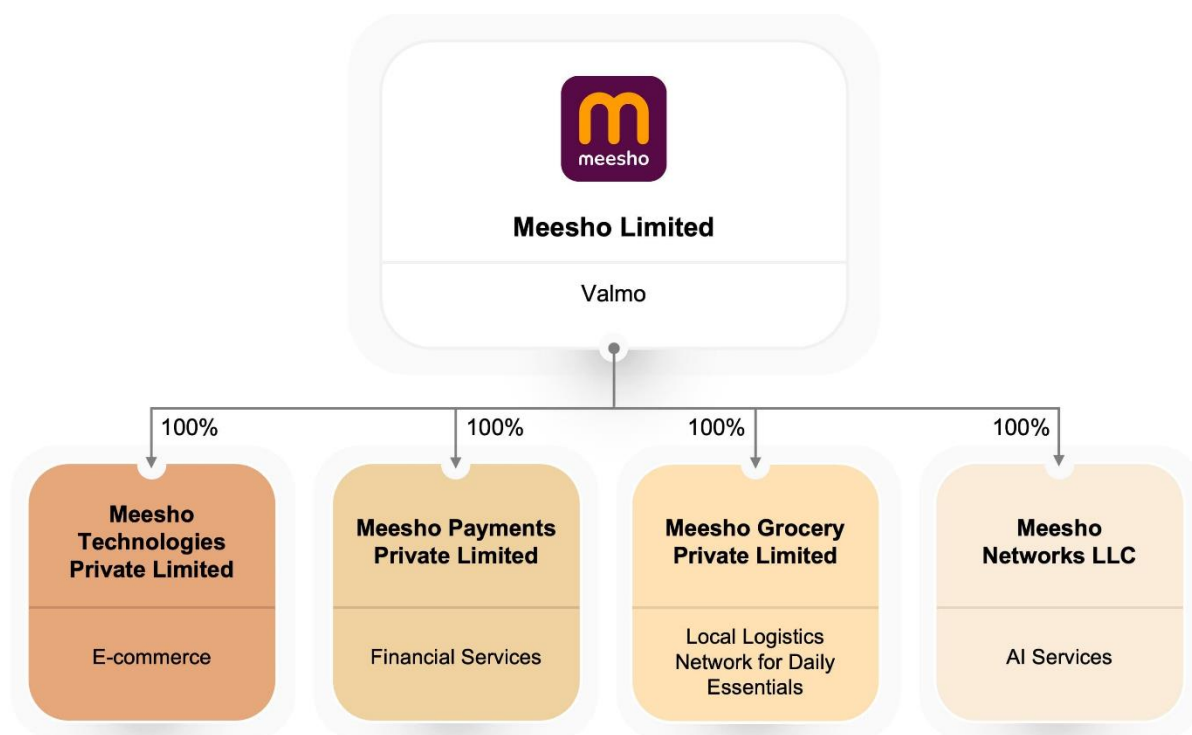 meesho
Meesho Limited
Valmo
100%
100%
100%
100%
Meesho
Technologies
Private Limited
E-commerce
Meesho Payments
Private Limited
Financial Services
Meesho Grocery
Private Limited
Local Logistics
Network for Daily
Essentials
Meesho
Networks LLC
AI Services